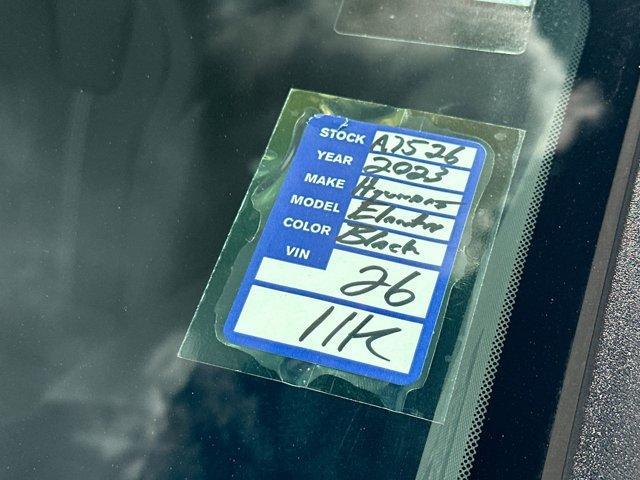 STOCK A7526
YEAR 2023
MAKE Hyundai
MODEL Elantra
COLOR Black
VIN
26
11K